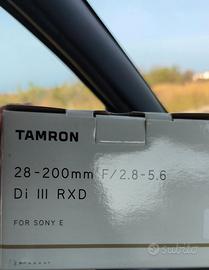 TAMRON
28-200mm F/2.8-5.6
Di III RXD
FOR SONY E
Subito